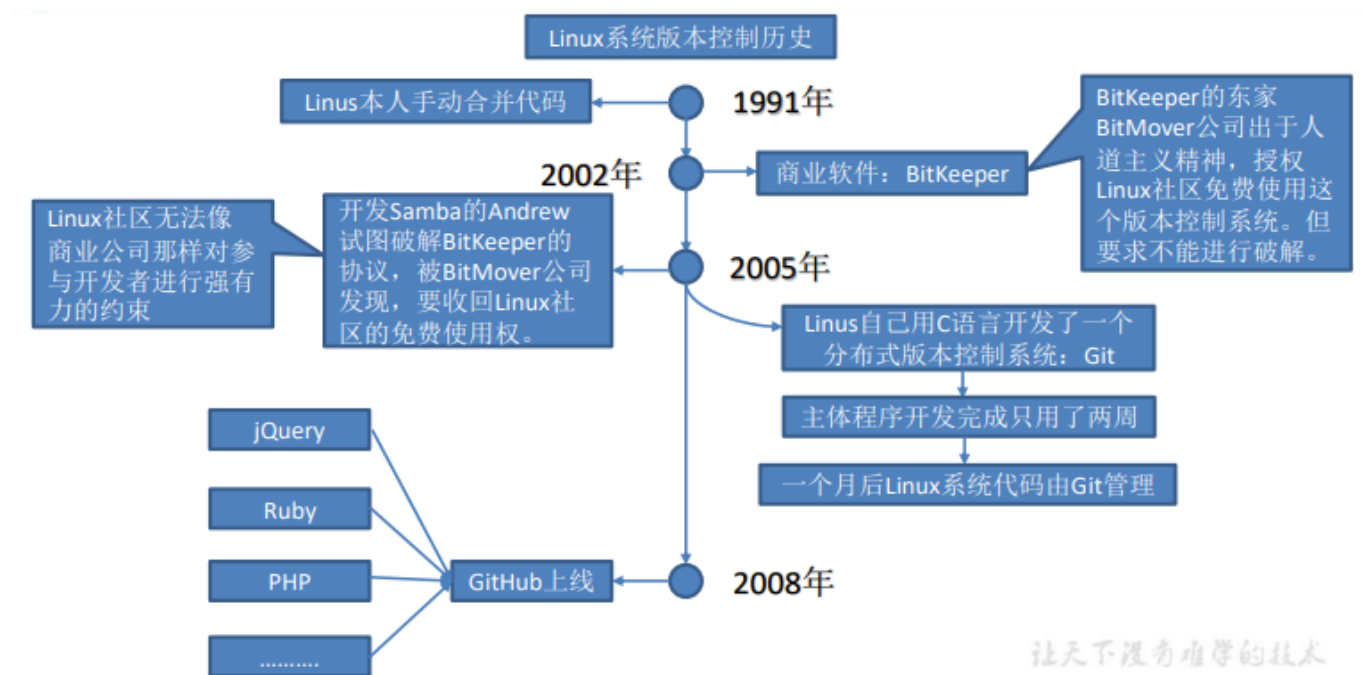 Linux系统版本控制历史
Linus本人手动合并代码
1991年
BitKeeper的东家
BitMover公司出于人
道主义精神，授权
Linux社区免费使用这
个版本控制系统。但
要求不能进行破解。
2002年
商业软件：BitKeeper
Linux社区无法像
商业公司那样对参
与开发者进行强有
力的约束
开发Samba的Andrew
试图破解BitKeeper的
协议，被BitMover公司
发现，要收回Linux社
区的免费使用权。
2005年
Linus自己用C语言开发了一个
分布式版本控制系统：Git
主体程序开发完成只用了两周
一个月后Linux系统代码由Git管理
jQuery
Ruby
PHP
……….
GitHub上线
2008年
让天下没有难学的技术